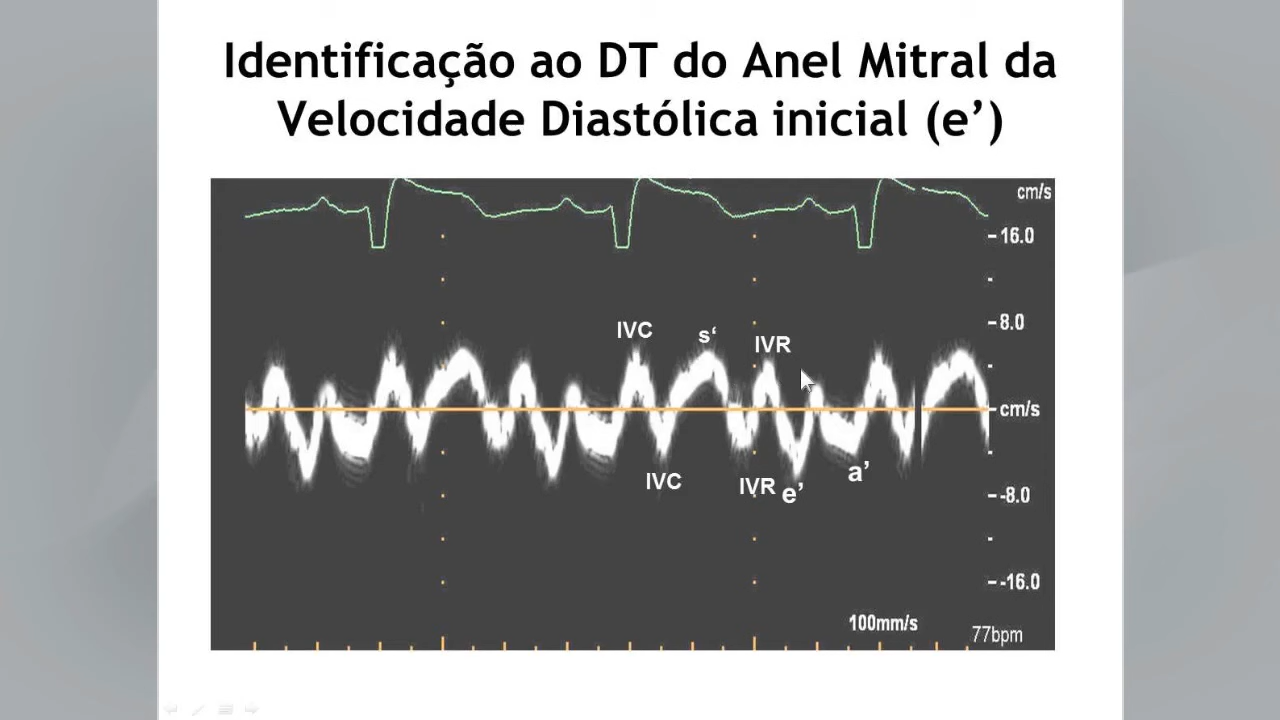 Identificação ao DT do Anel Mitral da
Velocidade Diastólica inicial (e’)
cm/s
16.0
8.0
IVC
s‘
IVR
cm/s
a’
IVC
IVR
e’
-8.0
-16.0
100mm/s
77bpm